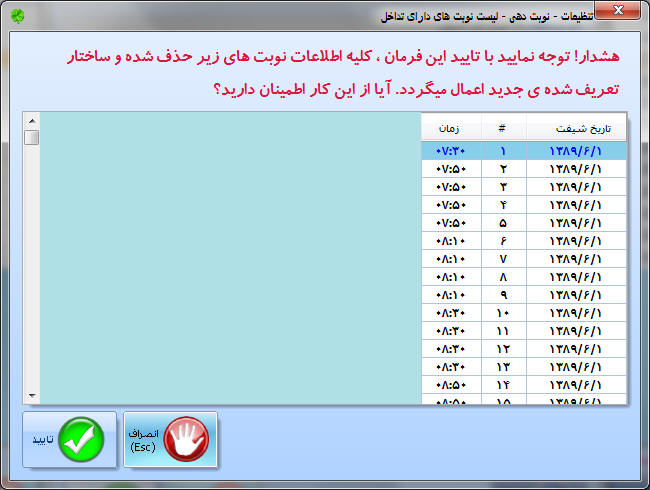 تنظیمات - نوبت دهی - لیست نوبت های دارای تداخل
هشدار! توجه نمایید با تایید این فرمان ، کلیه اطلاعات نوبت های زیر حذف شده و ساختار
تعریف شده ی جدید اعمال میگردد. آیا از این کار اطمینان دارید؟
تاریخ شیفت # زمان
۱۳۸۹/۶/۱ ۱ ۰۷:۳۰
۱۳۸۹/۶/۱ ۲ ۰۷:۵۰
۱۳۸۹/۶/۱ ۳ ۰۷:۵۰
۱۳۸۹/۶/۱ ۴ ۰۷:۵۰
۱۳۸۹/۶/۱ ۵ ۰۷:۵۰
۱۳۸۹/۶/۱ ۶ ۰۸:۱۰
۱۳۸۹/۶/۱ ۷ ۰۸:۱۰
۱۳۸۹/۶/۱ ۸ ۰۸:۱۰
۱۳۸۹/۶/۱ ۹ ۰۸:۱۰
۱۳۸۹/۶/۱ ۱۰ ۰۸:۳۰
۱۳۸۹/۶/۱ ۱۱ ۰۸:۳۰
۱۳۸۹/۶/۱ ۱۲ ۰۸:۳۰
۱۳۸۹/۶/۱ ۱۳ ۰۸:۳۰
۱۳۸۹/۶/۱ ۱۴ ۰۸:۵۰
۱۳۸۹/۶/۱ ۱۵ ۰۸:۵۰
انصراف
(Esc)
تایید